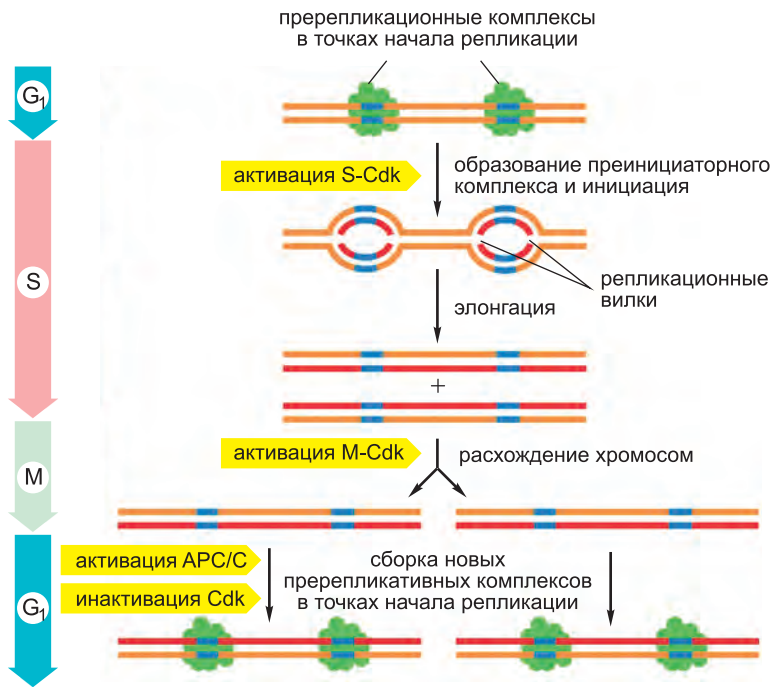 пререпликационные комплексы
в точках начала репликации
G1
активация S-Cdk
образование преинициаторного
комплекса и инициация
S
репликационные
вилки
элонгация
+
активация M-Cdk
расхождение хромосом
M
активация APC/C
инактивация Cdk
сборка новых
пререпликативных комплексов
в точках начала репликации
G1